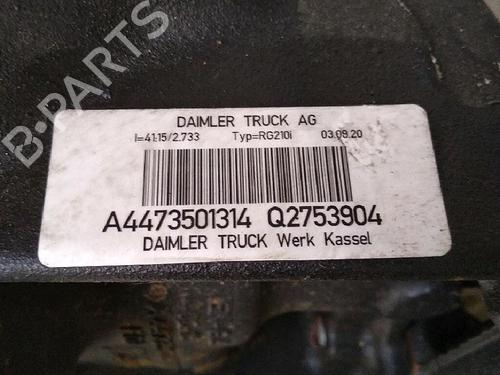 DAIMLER TRUCK AG
I=41:15/2.733 Typ=RG210i 03.08.20
A4473501314 Q2753904
DAIMLER TRUCK Werk Kassel
B-PARTS